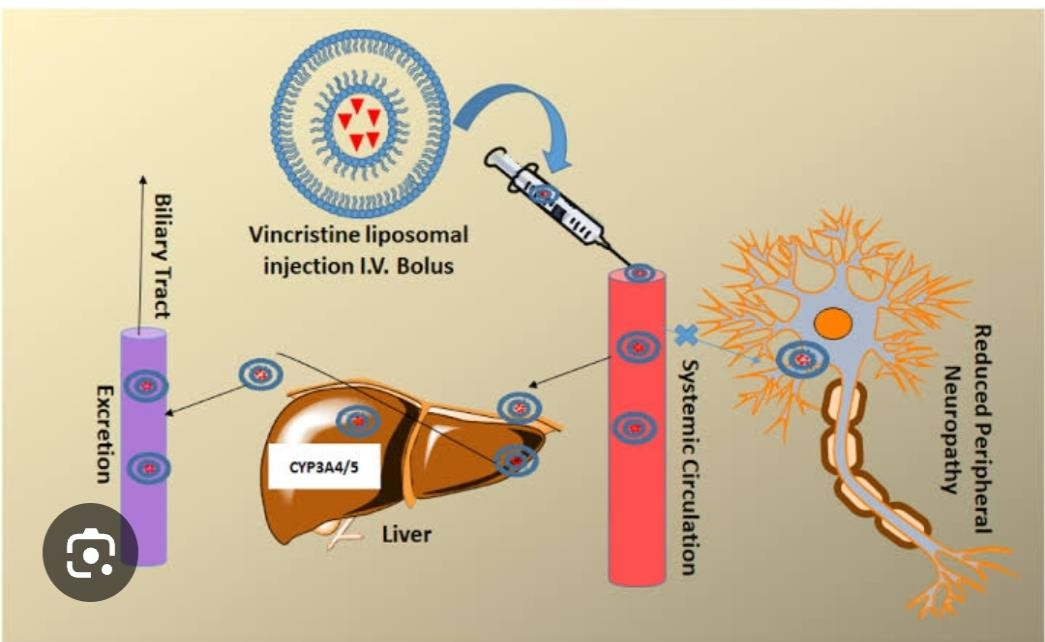 Vincristine liposomal
injection I.V. Bolus
Biliary Tract
Excretion
CYP3A4/5
Liver
Systemic Circulation
Reduced Peripheral
Neuropathy